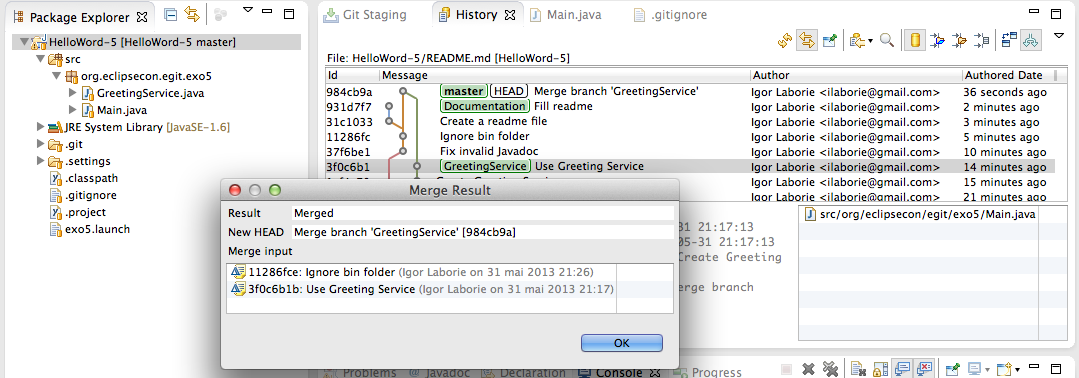 Package Explorer
HelloWord-5 [HelloWord-5 master]
src
org.eclipsecon.egit.exo5
GreetingService.java
Main.java
JRE System Library [JavaSE-1.6]
.git
.settings
.classpath
.gitignore
.project
exo5.launch
Git Staging
History
Main.java
.gitignore
File: HelloWord-5/README.md [HelloWord-5]
Id Message Author Authored Date
984cb9a master HEAD Merge branch 'GreetingService' Igor Laborie <ilaborie@gmail.com> 36 seconds ago
931d7f7 Documentation Fill readme Igor Laborie <ilaborie@gmail.com> 2 minutes ago
31c1033 Create a readme file Igor Laborie <ilaborie@gmail.com> 3 minutes ago
11286fc Ignore bin folder Igor Laborie <ilaborie@gmail.com> 5 minutes ago
37f6be1 Fix invalid Javadoc Igor Laborie <ilaborie@gmail.com> 10 minutes ago
3f0c6b1 GreetingService Use Greeting Service Igor Laborie <ilaborie@gmail.com> 14 minutes ago
Igor Laborie <ilaborie@gmail.com> 15 minutes ago
Igor Laborie <ilaborie@gmail.com> 21 minutes ago
31 21:17:13
05-31 21:17:13
Create Greeting
merge branch
src/org/eclipsecon/egit/exo5/Main.java
Merge Result
Result Merged
New HEAD Merge branch 'GreetingService' [984cb9a]
Merge input
11286fce: Ignore bin folder (Igor Laborie on 31 mai 2013 21:26)
3f0c6b1b: Use Greeting Service (Igor Laborie on 31 mai 2013 21:17)
OK
Problems
Javadoc
Declaration
Console
Progress